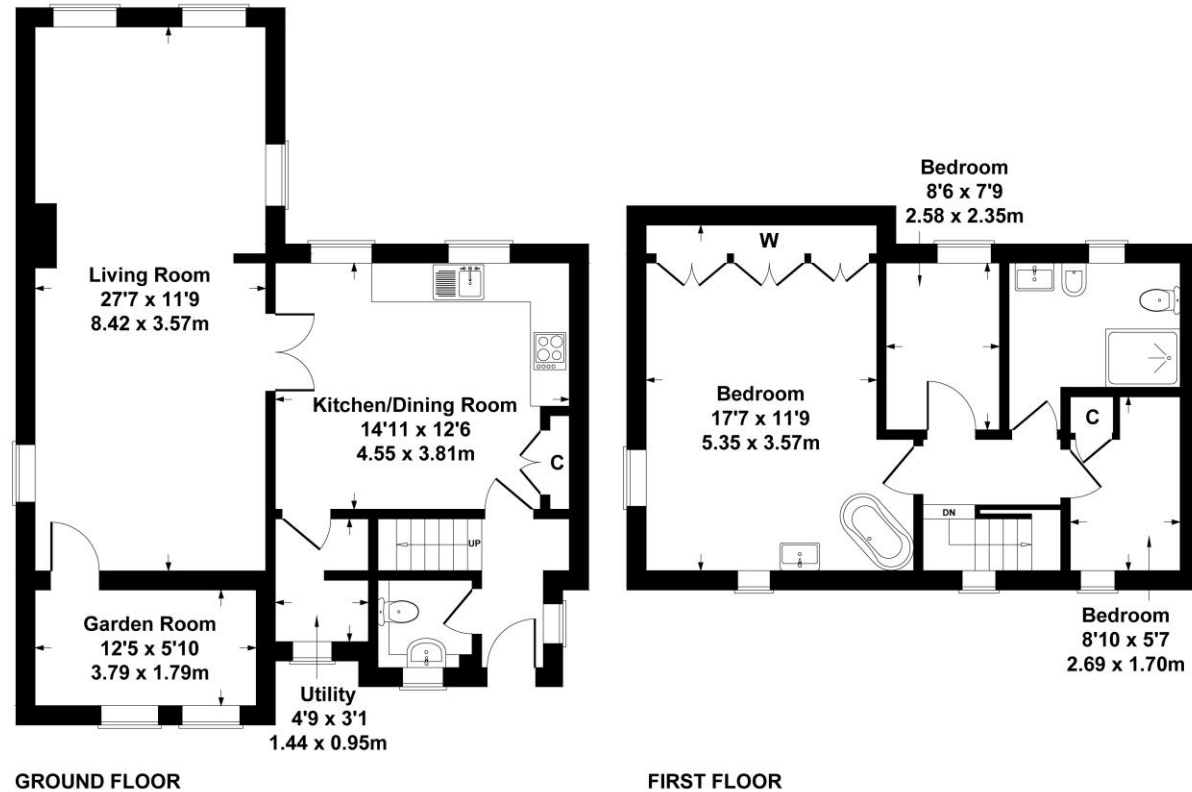 Living Room
27'7 x 11'9
8.42 x 3.57m
Kitchen/Dining Room
14'11 x 12'6
4.55 x 3.81m
C
UP
Garden Room
12'5 x 5'10
3.79 x 1.79m
Utility
4'9 x 3'1
1.44 x 0.95m
GROUND FLOOR
Bedroom
8'6 x 7'9
2.58 x 2.35m
W
Bedroom
17'7 x 11'9
5.35 x 3.57m
C
DN
Bedroom
8'10 x 5'7
2.69 x 1.70m
FIRST FLOOR